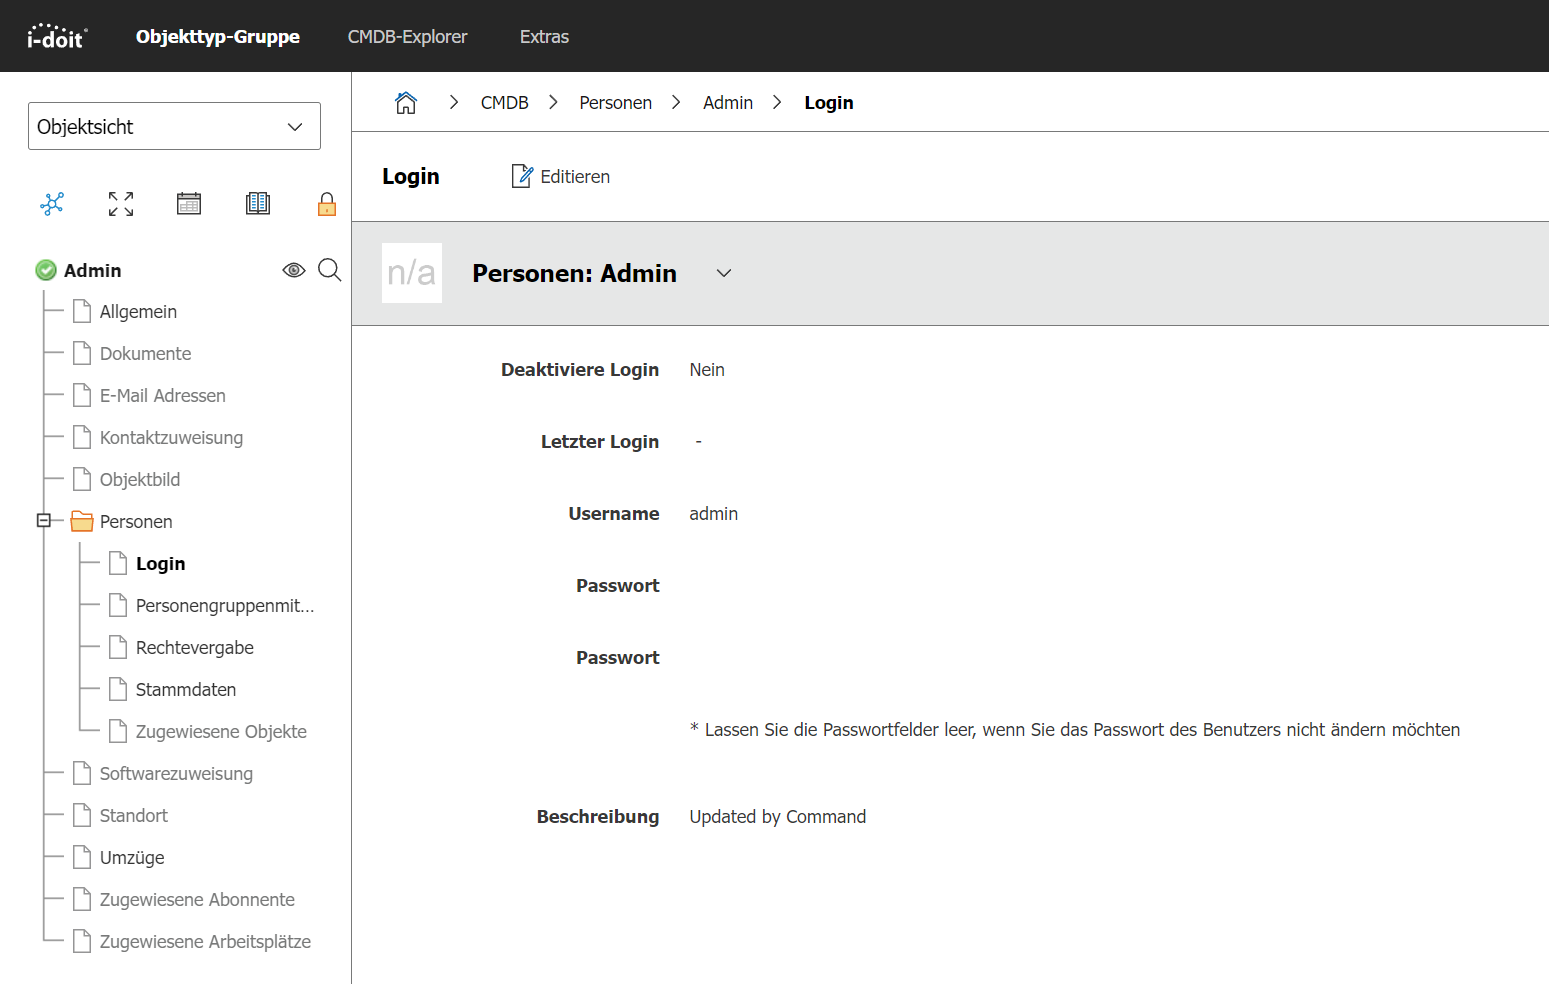 i-doit Objekttyp-Gruppe CMDB-Explorer Extras
Objektsicht
CMDB Personen Admin Login
Login Editieren
n/a Personen: Admin
Admin
Allgemein
Dokumente
E-Mail Adressen
Kontaktzuweisung
Objektbild
Personen
Login
Personengruppenmit...
Rechtevergabe
Stammdaten
Zugewiesene Objekte
Softwarezuweisung
Standort
Umzüge
Zugewiesene Abonnente
Zugewiesene Arbeitsplätze
Deaktiviere Login Nein
Letzter Login -
Username admin
Passwort
Passwort
* Lassen Sie die Passwortfelder leer, wenn Sie das Passwort des Benutzers nicht ändern möchten
Beschreibung Updated by Command